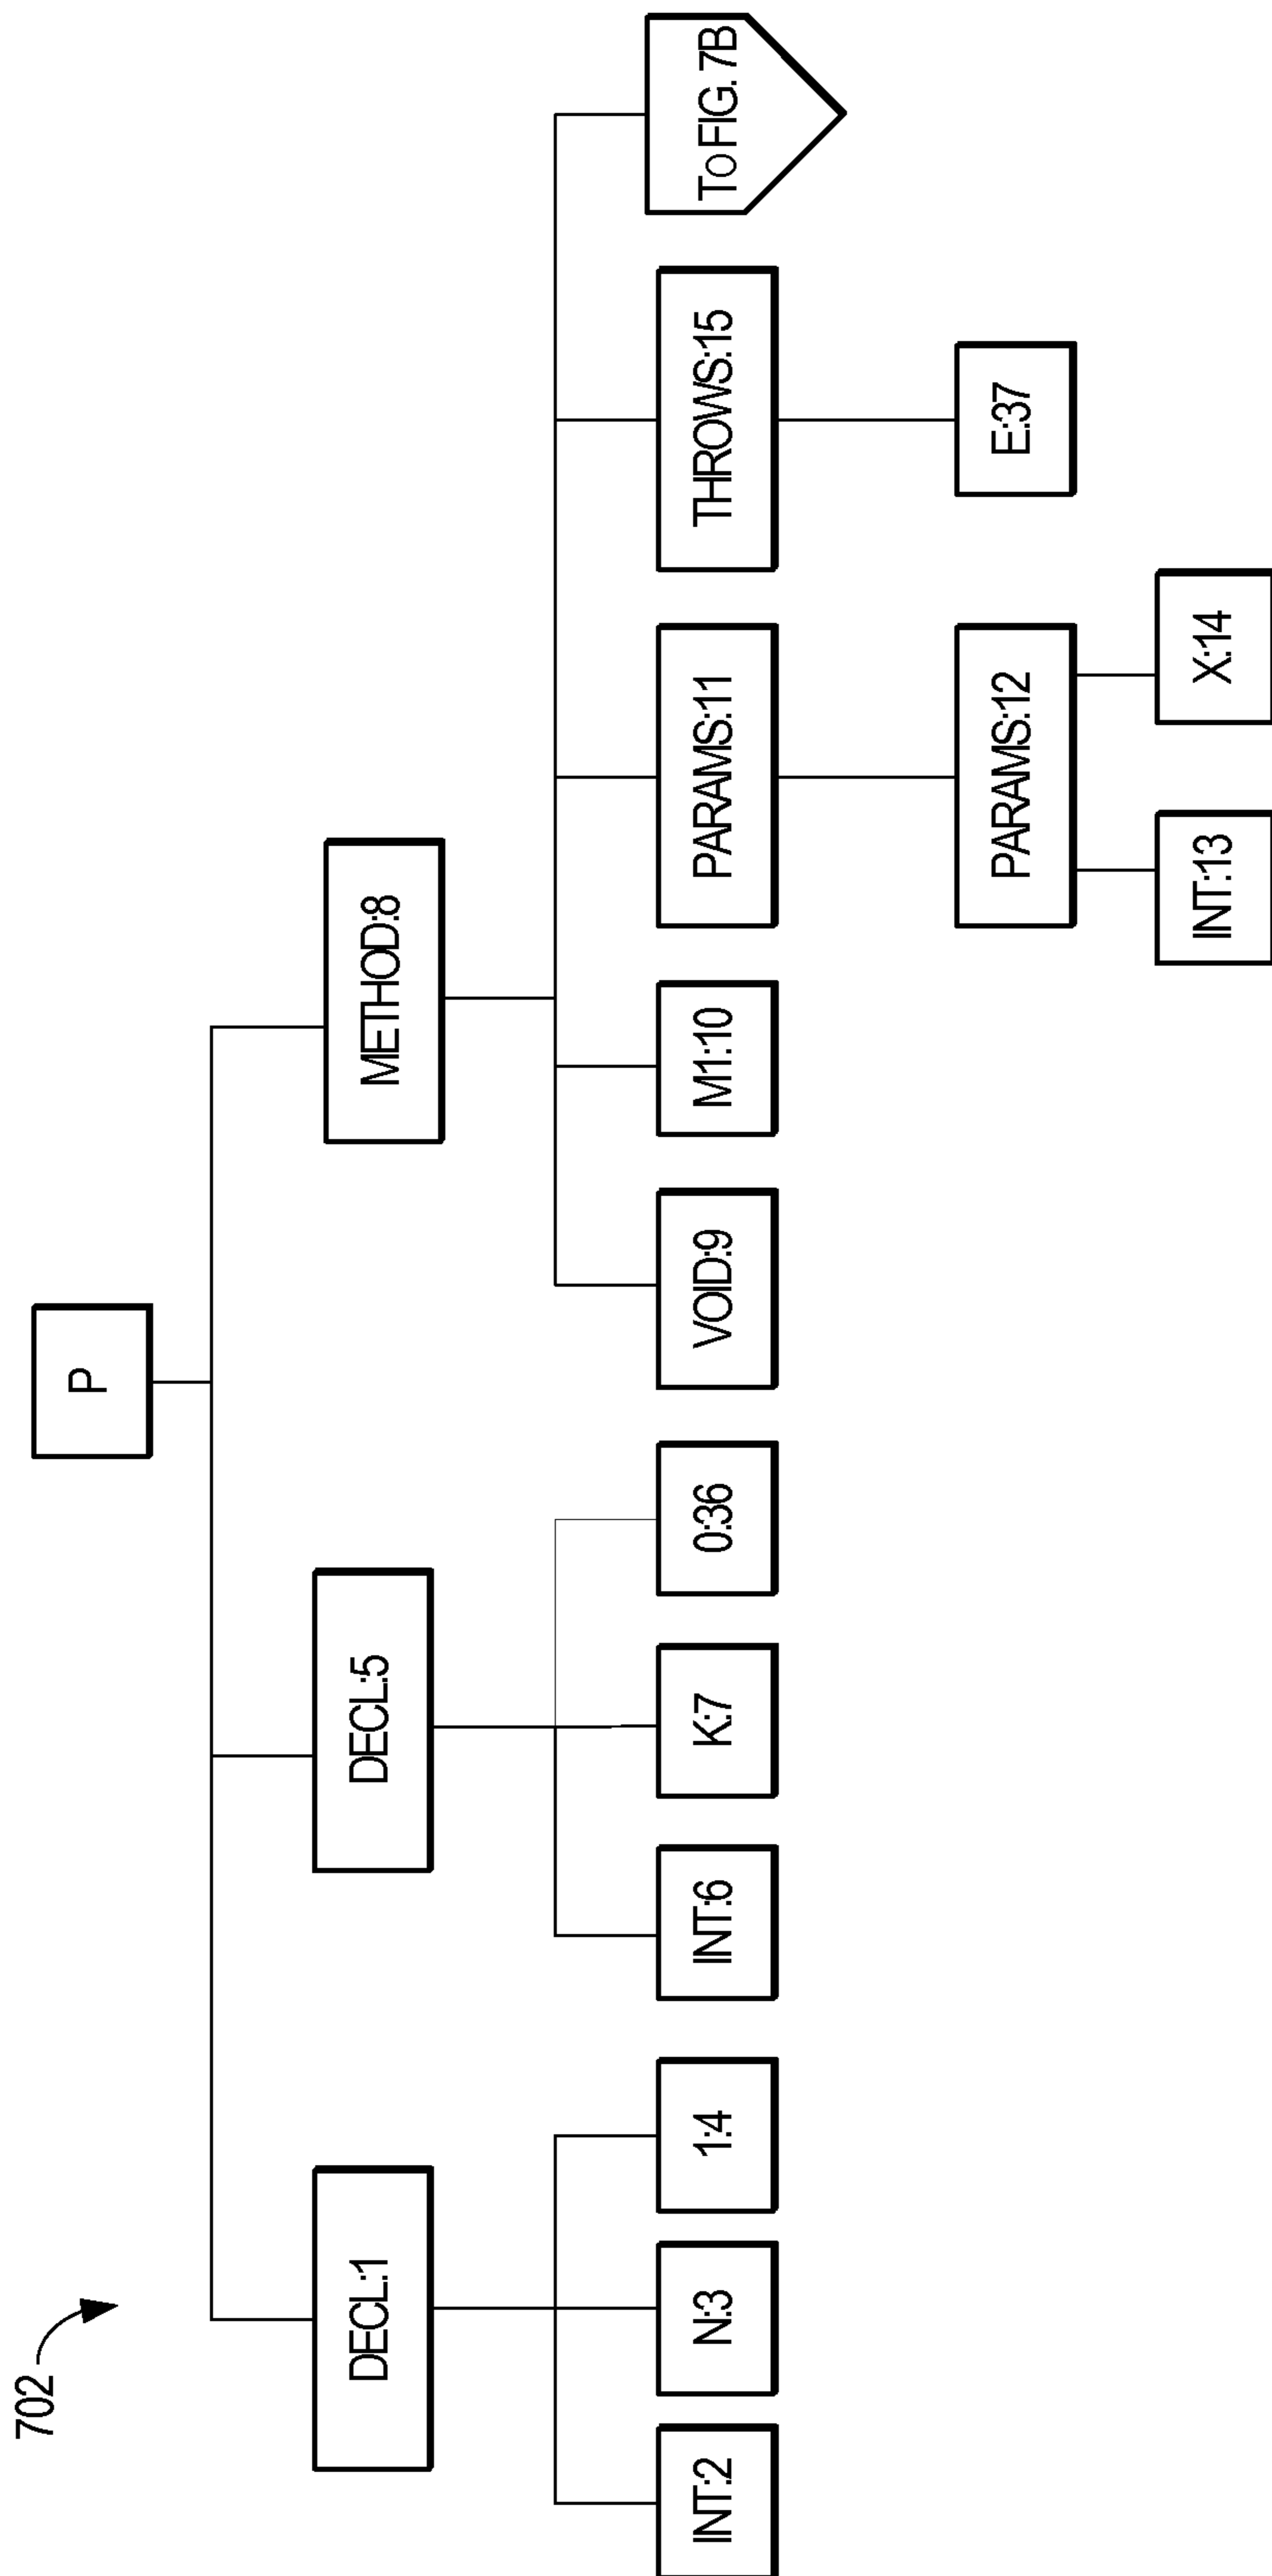 702
P
DECL:1
DECL:5
METHOD:8
INT:2
N:3
1:4
INT:6
K:7
0:36
VOID:9
M1:10
PARAMS:11
THROWS:15
TO FIG. 7B
PARAMS:12
E:37
INT:13
X:14